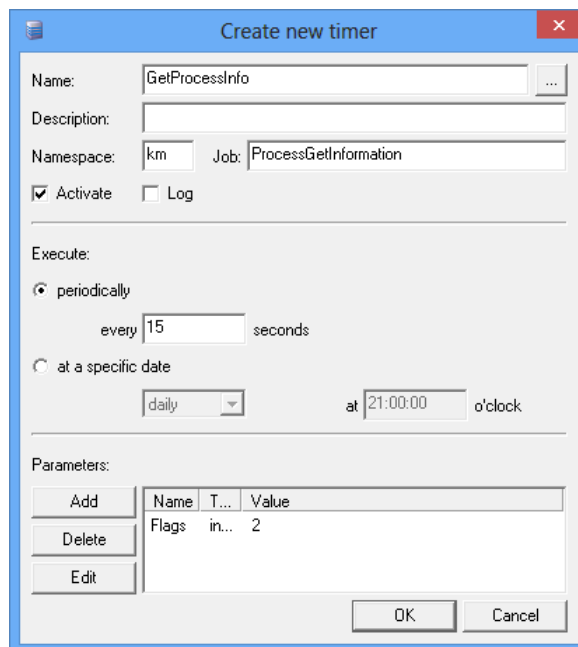 Create new timer
Name: GetProcessInfo ...
Description:
Namespace: km Job: ProcessGetInformation
Activate Log
Execute:
periodically
every 15 seconds
at a specific date
daily at 21:00:00 o'clock
Parameters:
Add Name T... Value
Flags in... 2
Delete
Edit
OK Cancel